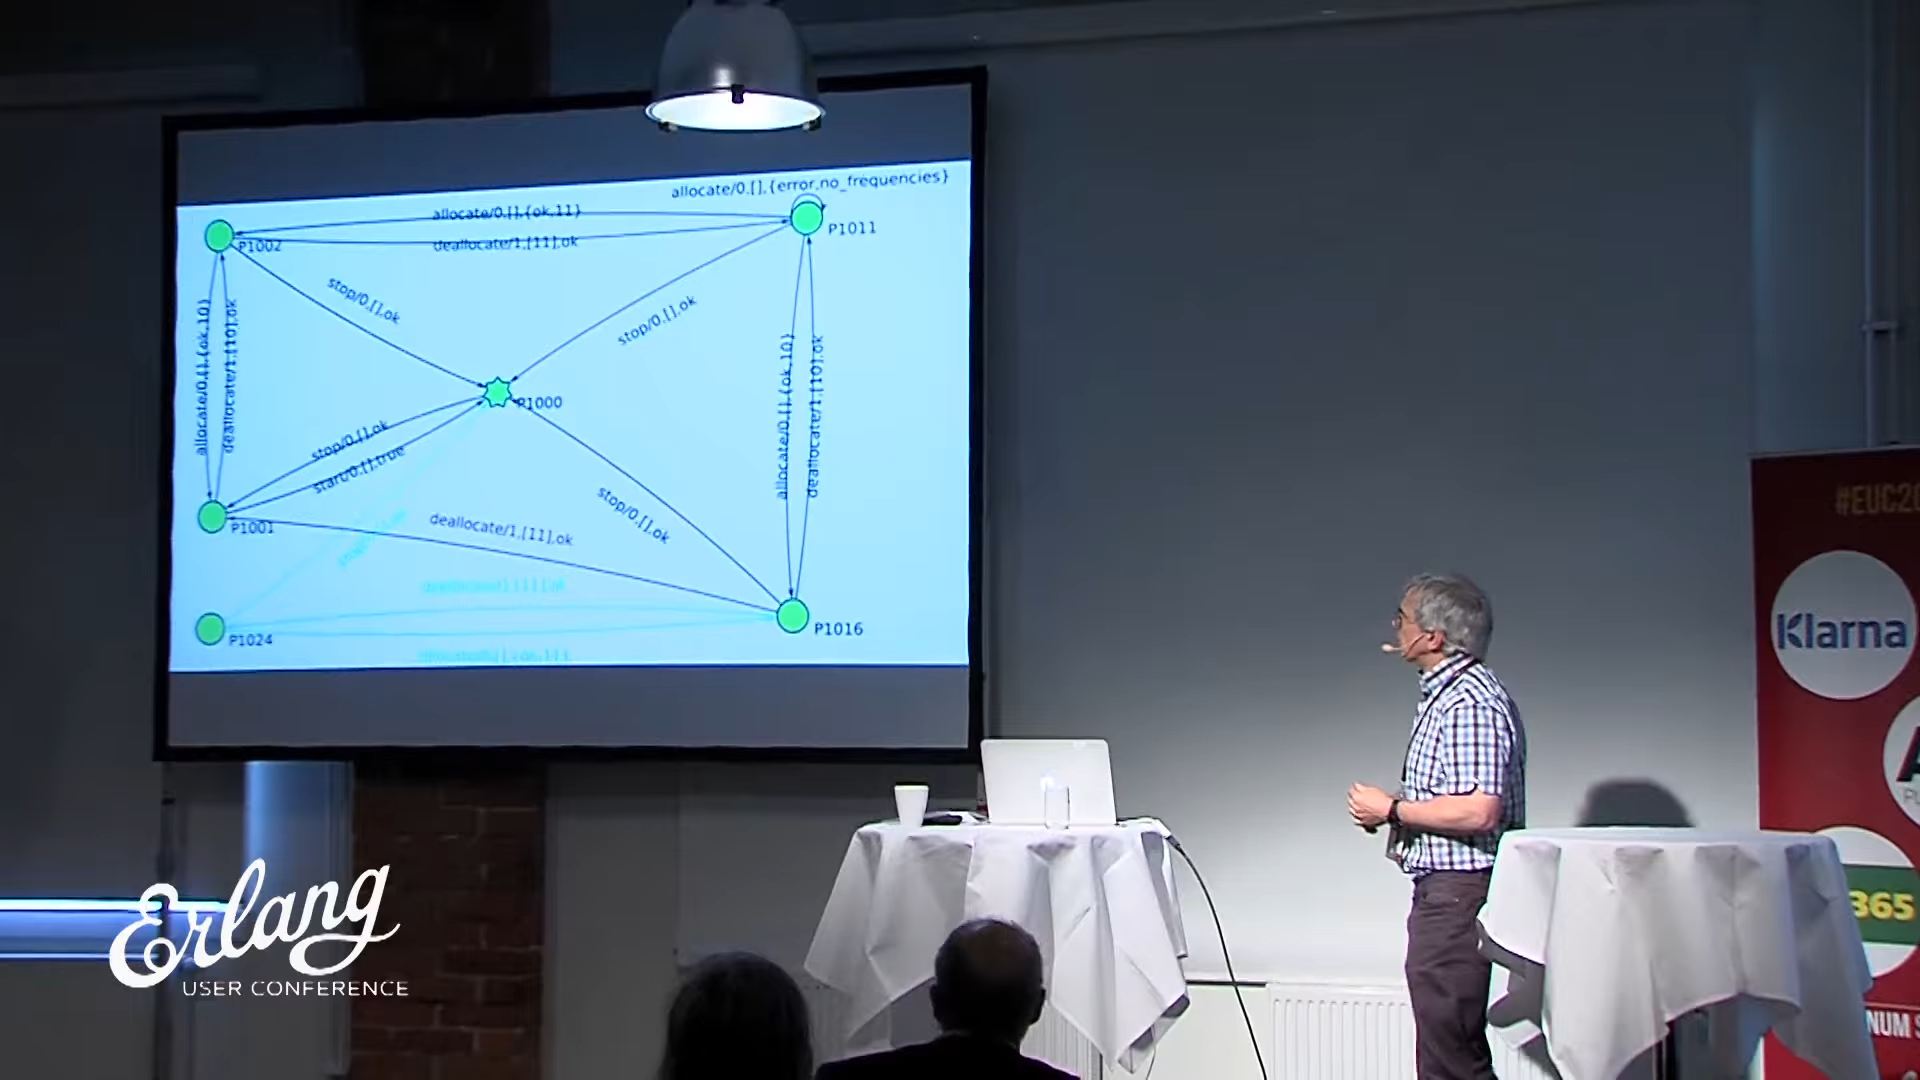 allocate/0,[],{error,no_frequencies}
allocate/0,[],{ok,11}
P1002
P1011
deallocate/1,[11],ok
stop/0,[],ok
stop/0,[],ok
allocate/0,[],{ok,10}
deallocate/1,[10],ok
allocate/0,[],{ok,10}
deallocate/1,[10],ok
P1000
stop/0,[],ok
start/0,[],true
stop/0,[],ok
P1001
deallocate/1,[11],ok
P1016
P1024
#EUC20
Klarna
A
365
NUM S
Erlang
USER CONFERENCE